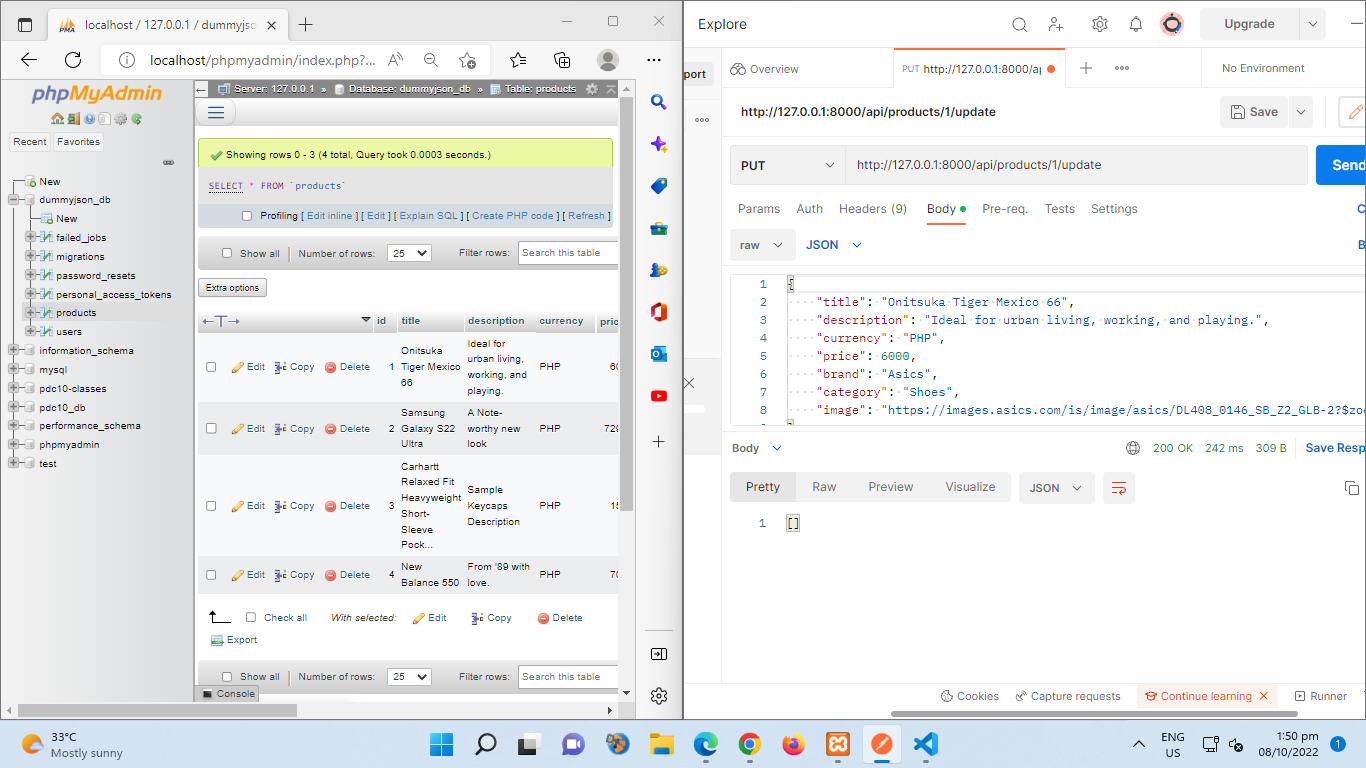 localhost / 127.0.0.1 / dummyjso
localhost/phpmyadmin/index.php?...
phpMyAdmin
Recent Favorites
New
dummyjson_db
New
failed_jobs
migrations
password_resets
personal_access_tokens
products
users
information_schema
mysql
pdc10-classes
pdc10_db
performance_schema
phpmyadmin
test
Server: 127.0.0.1 » Database: dummyjson_db » Table: products
Showing rows 0 - 3 (4 total, Query took 0.0003 seconds.)
SELECT * FROM `products`
Profiling [ Edit inline ] [ Edit ] [ Explain SQL ] [ Create PHP code ] [ Refresh ]
Show all Number of rows: 25 Filter rows: Search this table
Extra options
←T→ id title description currency pric
Edit Copy Delete 1 Onitsuka Tiger Mexico 66 Ideal for urban living, working, and playing. PHP 60
Edit Copy Delete 2 Samsung Galaxy S22 Ultra A Note-worthy new look PHP 729
Edit Copy Delete 3 Carhartt Relaxed Fit Heavyweight Short-Sleeve Pock... Sample Keycaps Description PHP 15
Edit Copy Delete 4 New Balance 550 From '89 with love. PHP 70
Check all With selected: Edit Copy Delete
Export
Show all Number of rows: 25 Filter rows: Search this table
Console
Explore
Upgrade
port
Overview
PUT http://127.0.0.1:8000/a
No Environment
http://127.0.0.1:8000/api/products/1/update
Save
PUT http://127.0.0.1:8000/api/products/1/update
Send
Params Auth Headers (9) Body Pre-req. Tests Settings C
raw JSON B
1 {
2 "title": "Onitsuka Tiger Mexico 66",
3 "description": "Ideal for urban living, working, and playing.",
4 "currency": "PHP",
5 "price": 6000,
6 "brand": "Asics",
7 "category": "Shoes",
8 "image": "https://images.asics.com/is/image/asics/DL408_0146_SB_Z2_GLB-2?$zoo
Body 200 OK 242 ms 309 B Save Resp
Pretty Raw Preview Visualize JSON
1 []
Cookies Capture requests Continue learning Runner
33°C
Mostly sunny
ENG
US
1:50 pm
08/10/2022
1